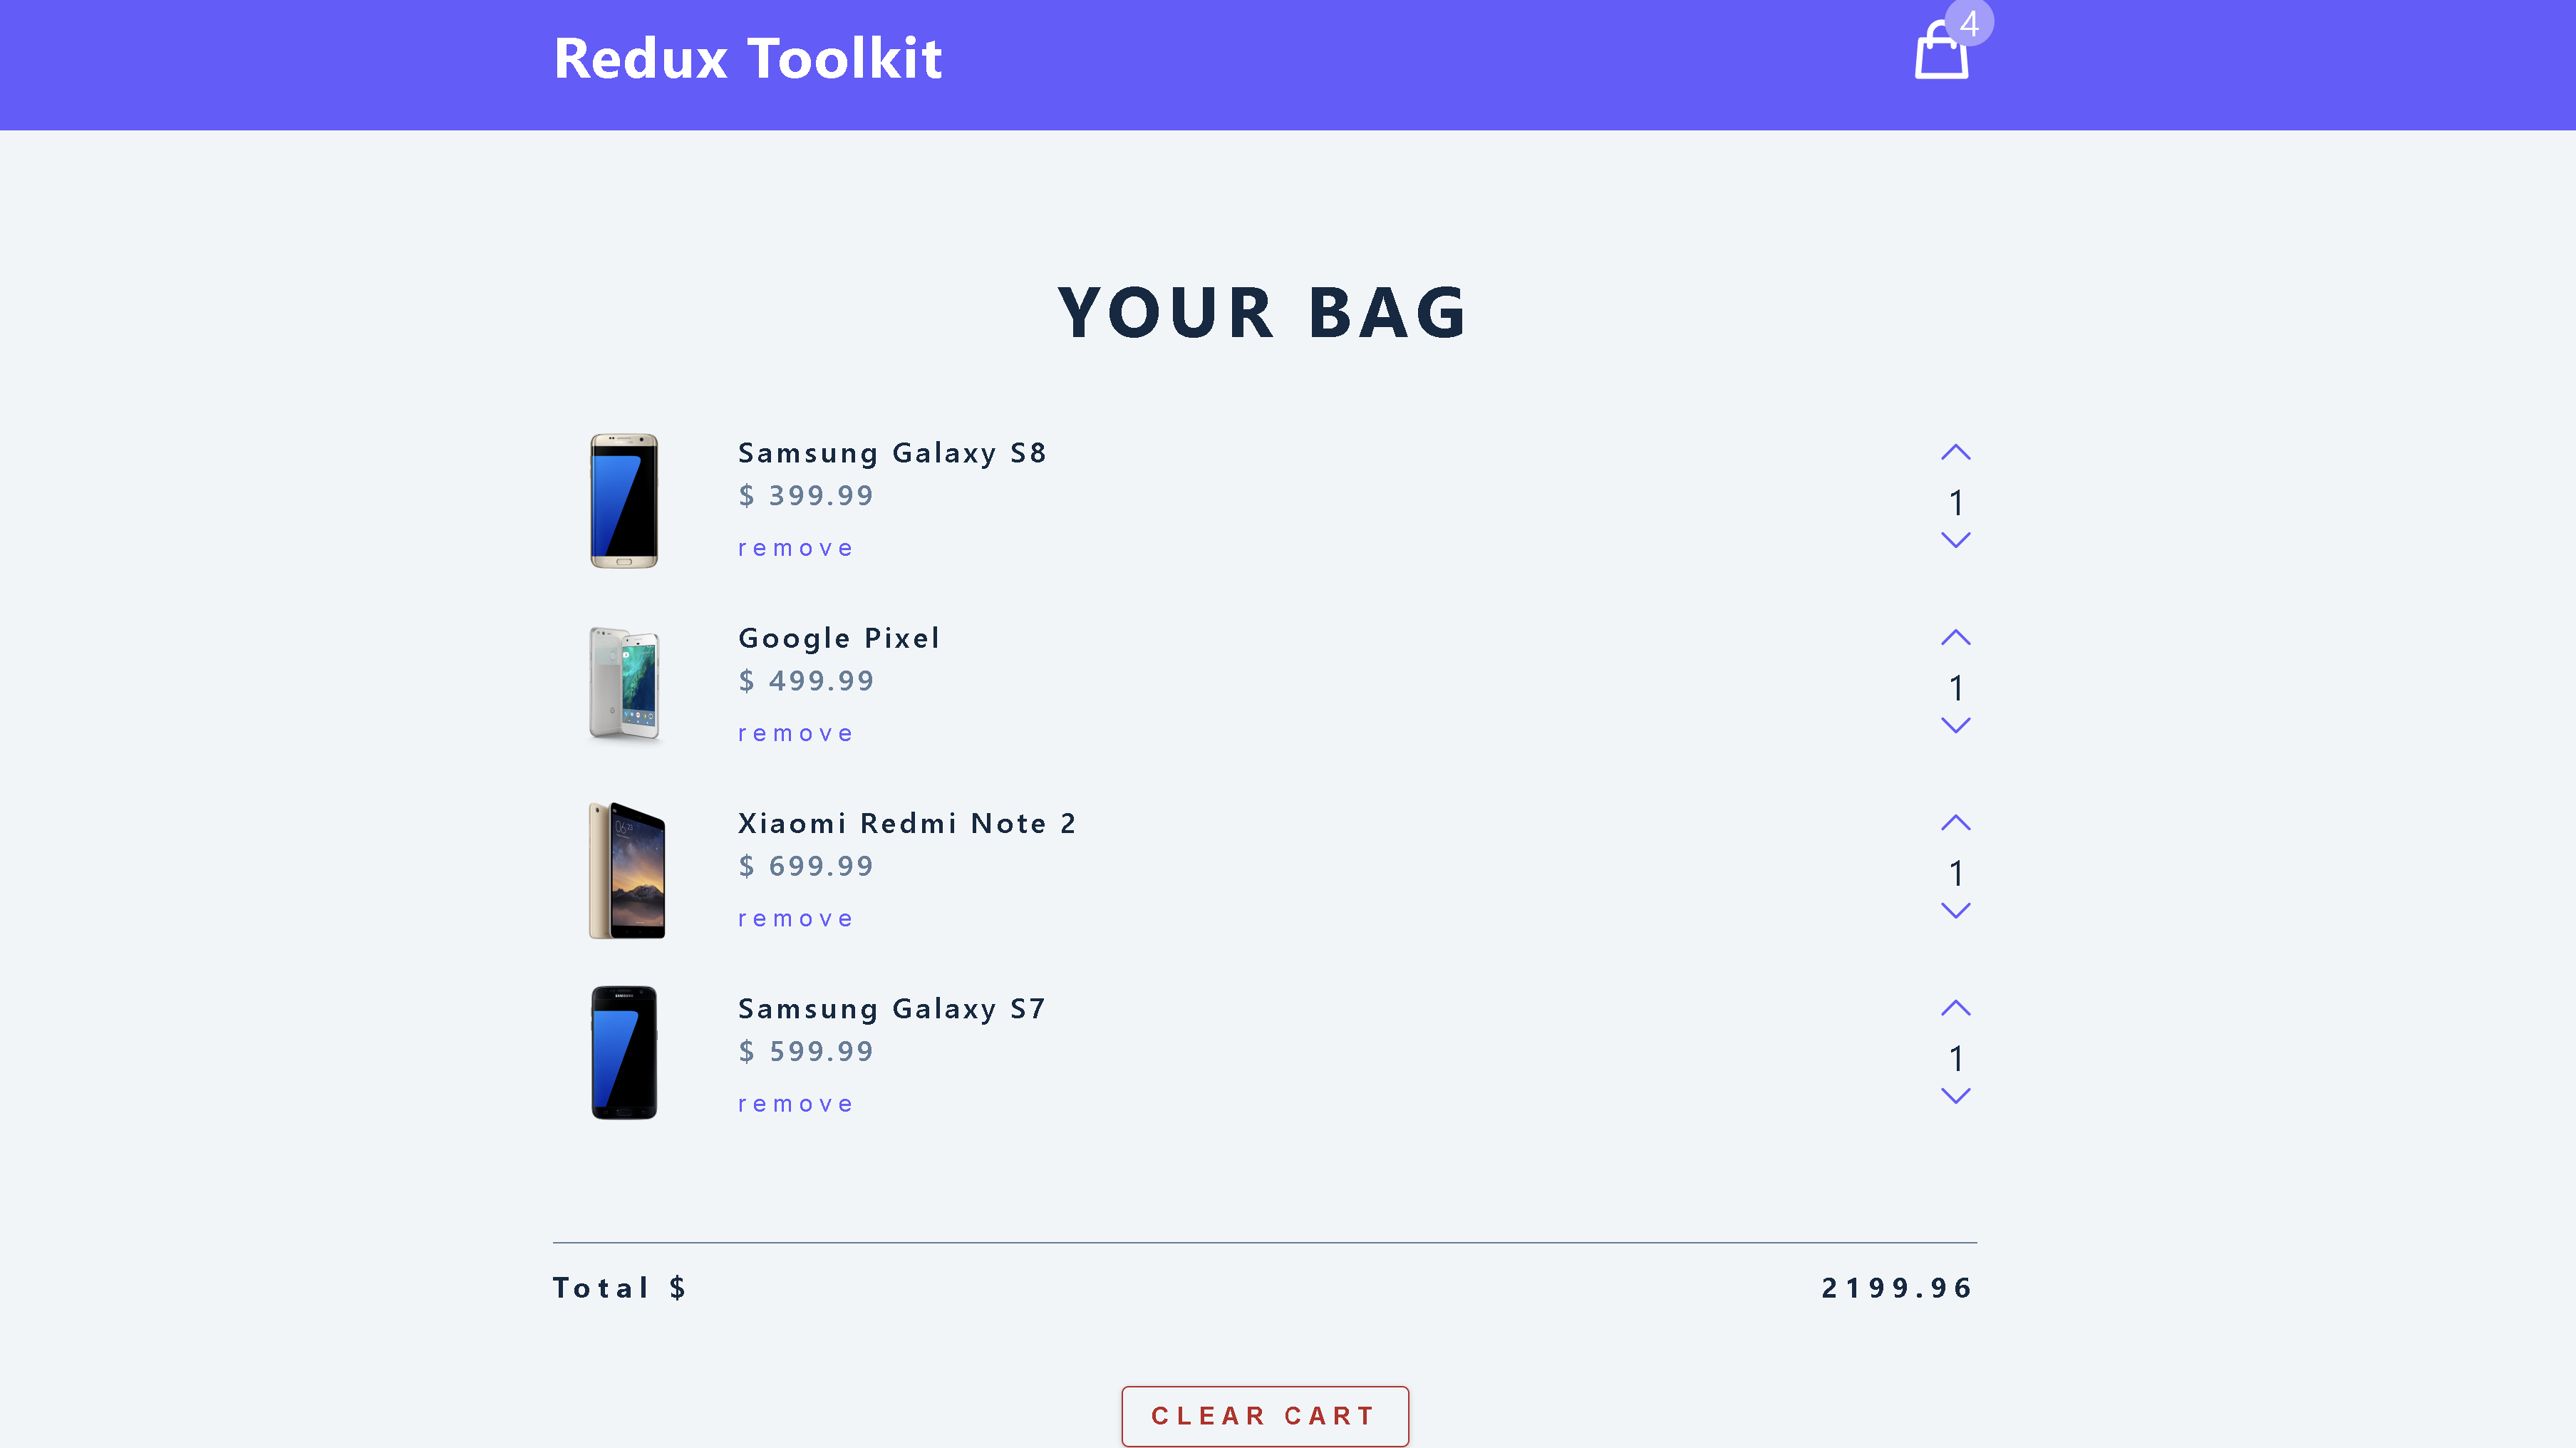 Redux Toolkit
4
YOUR BAG
Samsung Galaxy S8
$ 399.99
remove
1
Google Pixel
$ 499.99
remove
1
Xiaomi Redmi Note 2
$ 699.99
remove
1
Samsung Galaxy S7
$ 599.99
remove
1
Total $ 2199.96
CLEAR CART